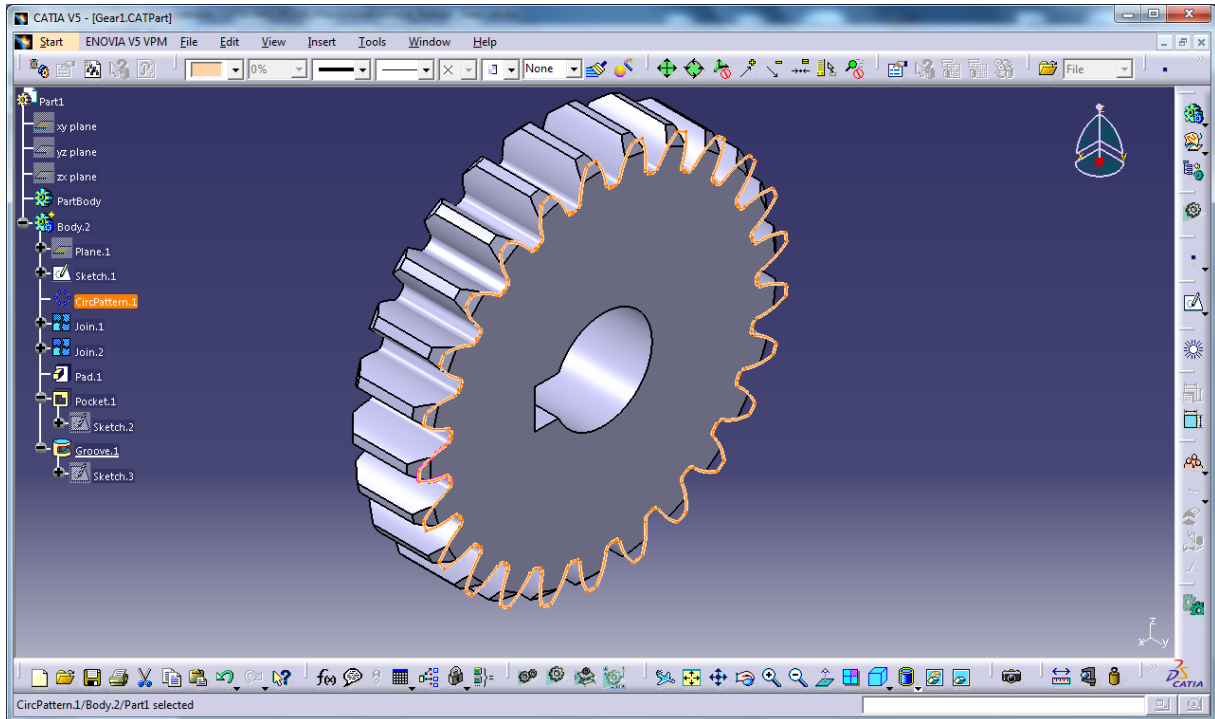 CATIA V5 - [Gear1.CATPart]
Start ENOVIA V5 VPM File Edit View Insert Tools Window Help
0% None File
Part1
xy plane
yz plane
zx plane
PartBody
Body.2
Plane.1
Sketch.1
CircPattern.1
Join.1
Join.2
Pad.1
Pocket.1
Sketch.2
Groove.1
Sketch.3
z
x y
f(x)
CATIA
CircPattern.1/Body.2/Part1 selected